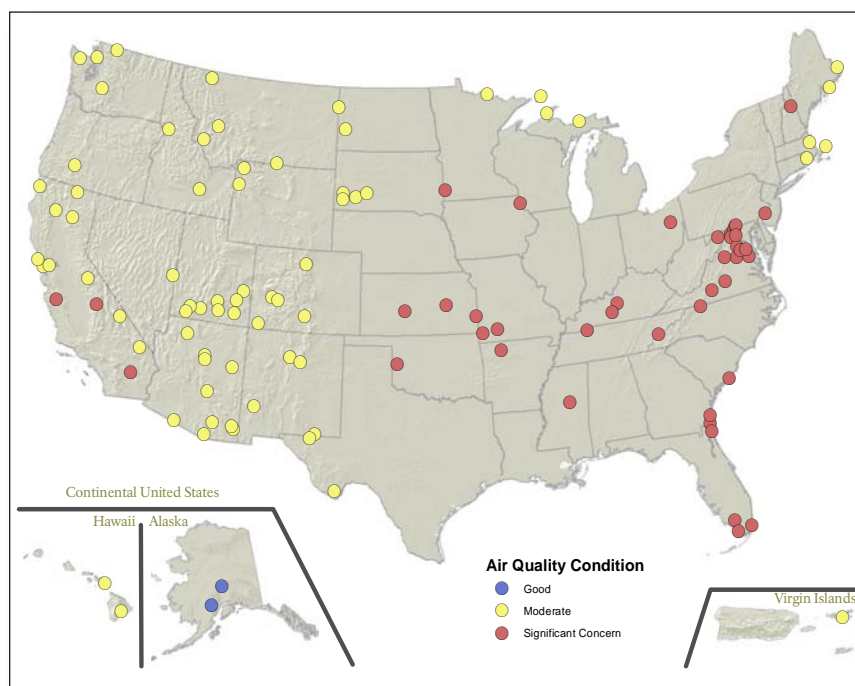 Continental United States
Hawaii
Alaska
Air Quality Condition
Good
Moderate
Significant Concern
Virgin Islands